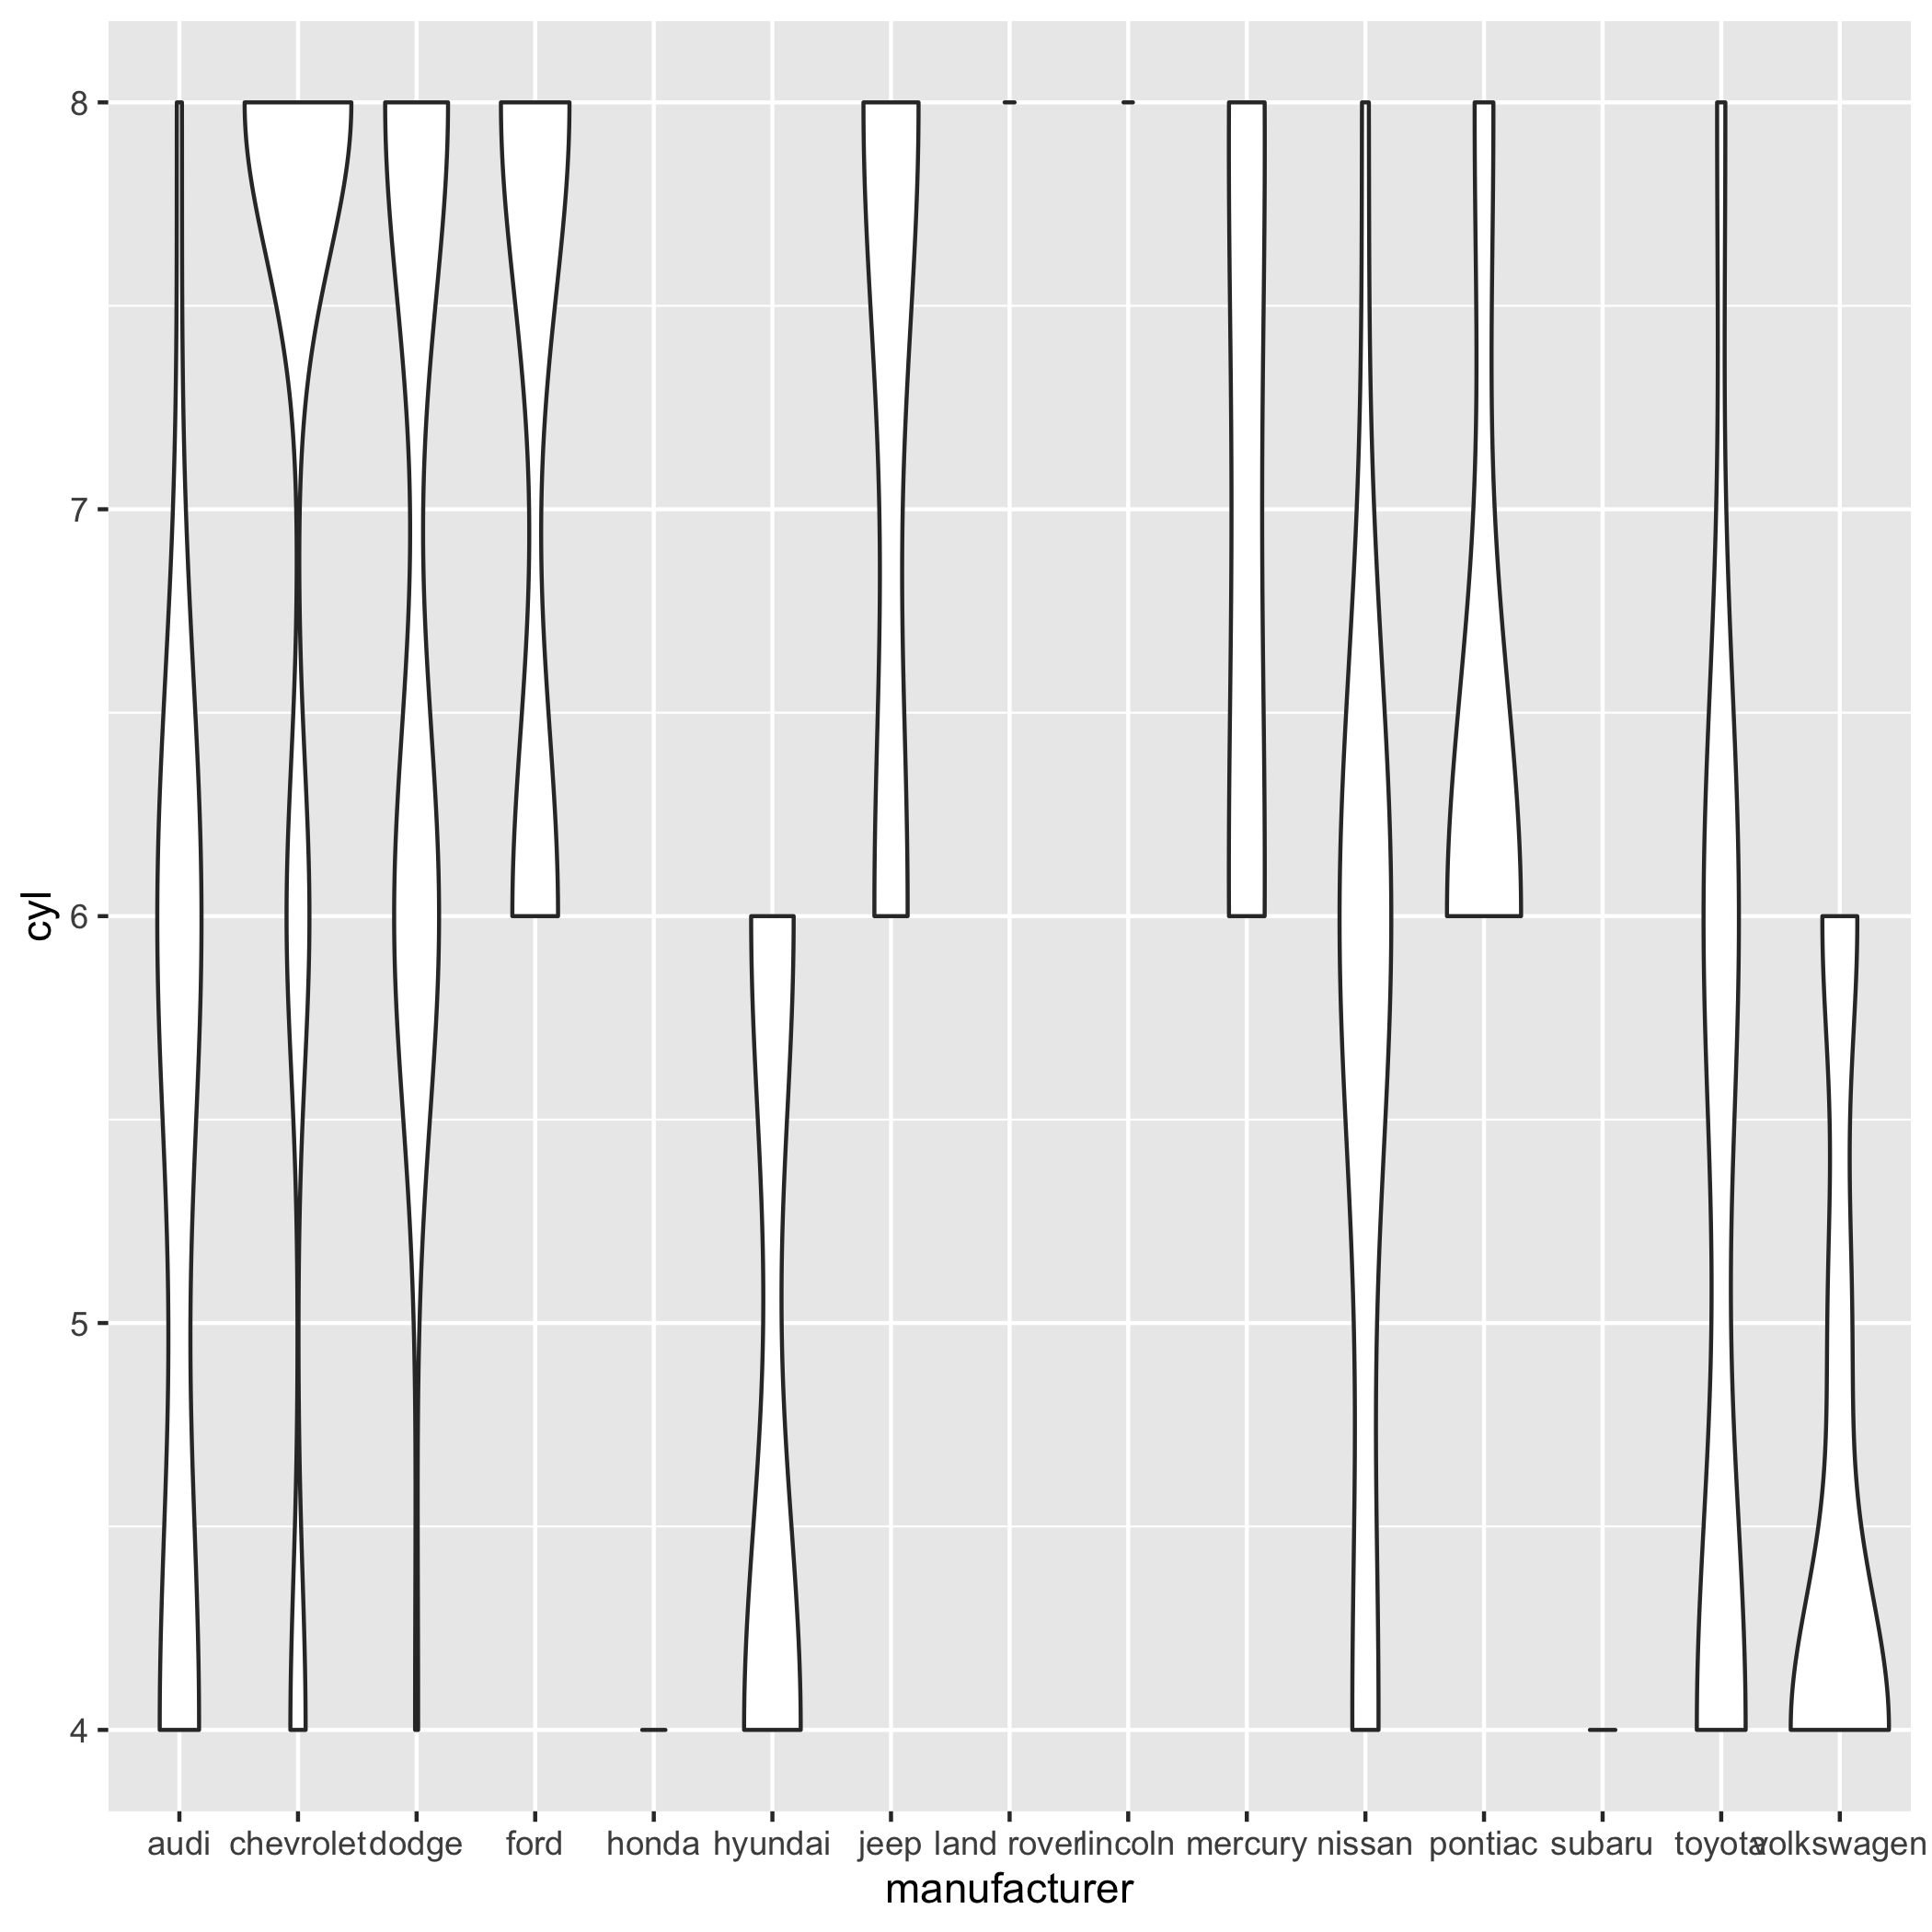 8
7
6
5
4
cyl
audi chevrolet dodge ford honda hyundai jeep land rover lincoln mercury nissan pontiac subaru toyota volkswagen
manufacturer